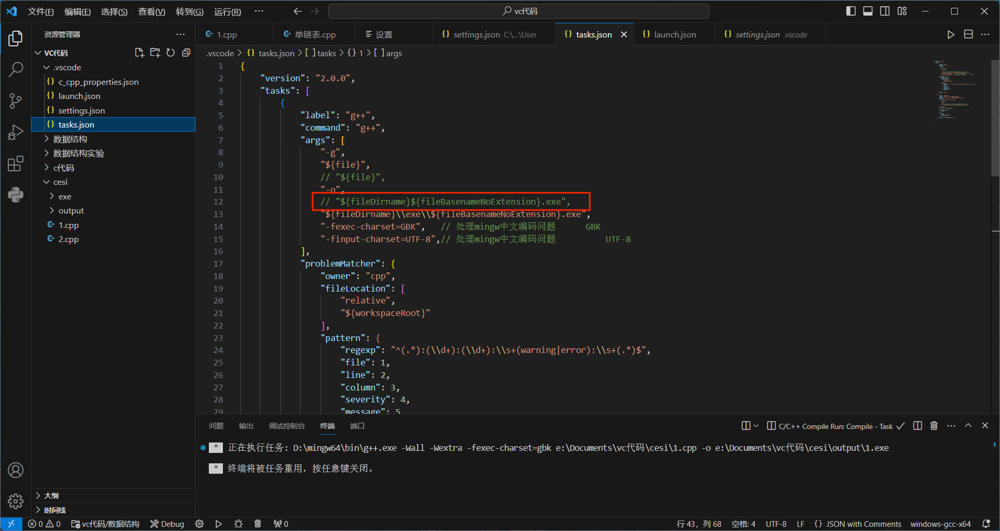 文件(F) 编辑(E) 选择(S) 查看(V) 转到(G) 运行(R) ··· vc代码
资源管理器 ···
1.cpp 单链表.cpp 设置 settings.json C:\...\User tasks.json launch.json settings.json .vscode
VC代码
.vscode
c_cpp_properties.json
launch.json
settings.json
tasks.json
数据结构
数据结构实验
c代码
cesi
exe
output
1.cpp
2.cpp
大纲
时间线
.vscode > {} tasks.json > [ ] tasks > {} 1 > [ ] args
1 {
2 "version": "2.0.0",
3 "tasks": [
4 {
5 "label": "g++",
6 "command": "g++",
7 "args": [
8 "-g",
9 "${file}",
10 // "${file}",
11 "-o",
12 // "${fileDirname}${fileBasenameNoExtension}.exe",
13 "${fileDirname}\\exe\\${fileBasenameNoExtension}.exe",
14 "-fexec-charset=GBK", // 处理mingw中文编码问题 GBK
15 "-finput-charset=UTF-8",// 处理mingw中文编码问题 UTF-8
16 ],
17 "problemMatcher": {
18 "owner": "cpp",
19 "fileLocation": [
20 "relative",
21 "${workspaceRoot}"
22 ],
23 "pattern": {
24 "regexp": "^(.*):(\\d+):(\\d+):\\s+(warning|error):\\s+(.*)$",
25 "file": 1,
26 "line": 2,
27 "column": 3,
28 "severity": 4,
29 "message": 5
问题 输出 调试控制台 终端 端口 C/C++ Compile Run: Compile - Task
* 正在执行任务: D:\mingw64\bin\g++.exe -Wall -Wextra -fexec-charset=gbk e:\Documents\vc代码\cesi\1.cpp -o e:\Documents\vc代码\cesi\output\1.exe
* 终端将被任务重用，按任意键关闭。
0 0 vc代码/数据结构 Debug 0 行 43，列 68 空格: 4 UTF-8 LF {} JSON with Comments windows-gcc-x64